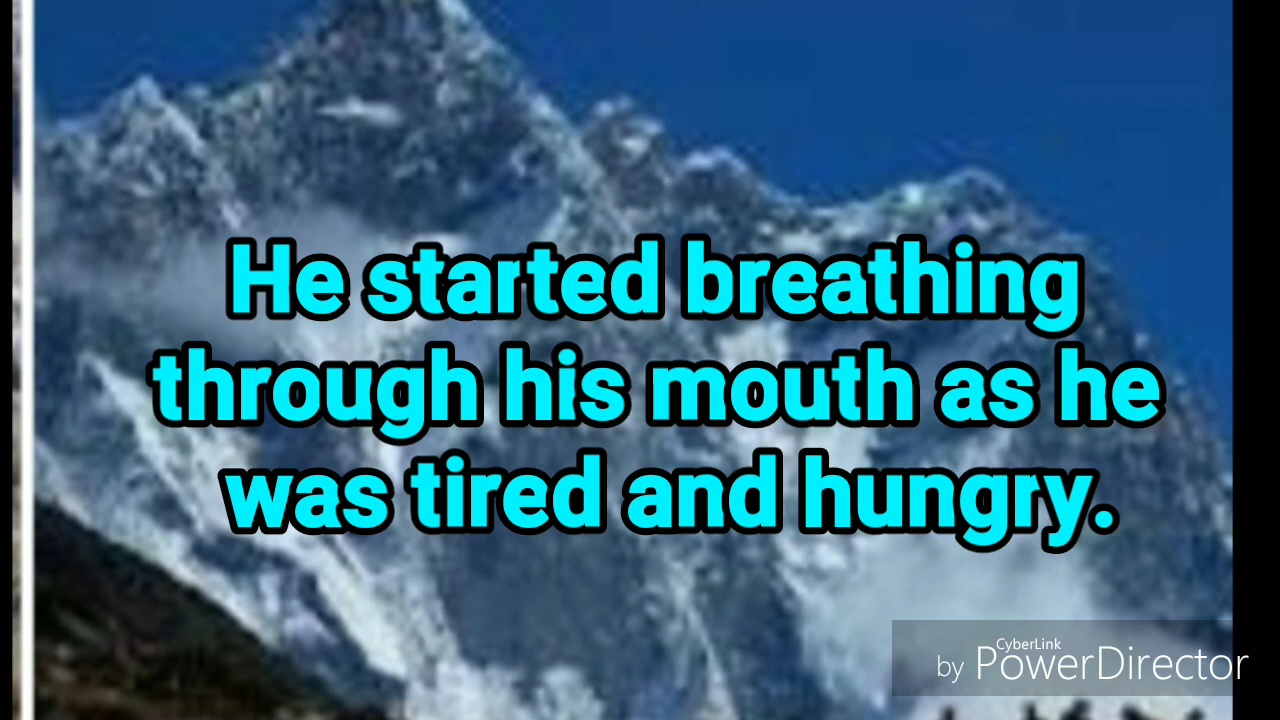 He started breathing
through his mouth as he
was tired and hungry.
CyberLink
by PowerDirector